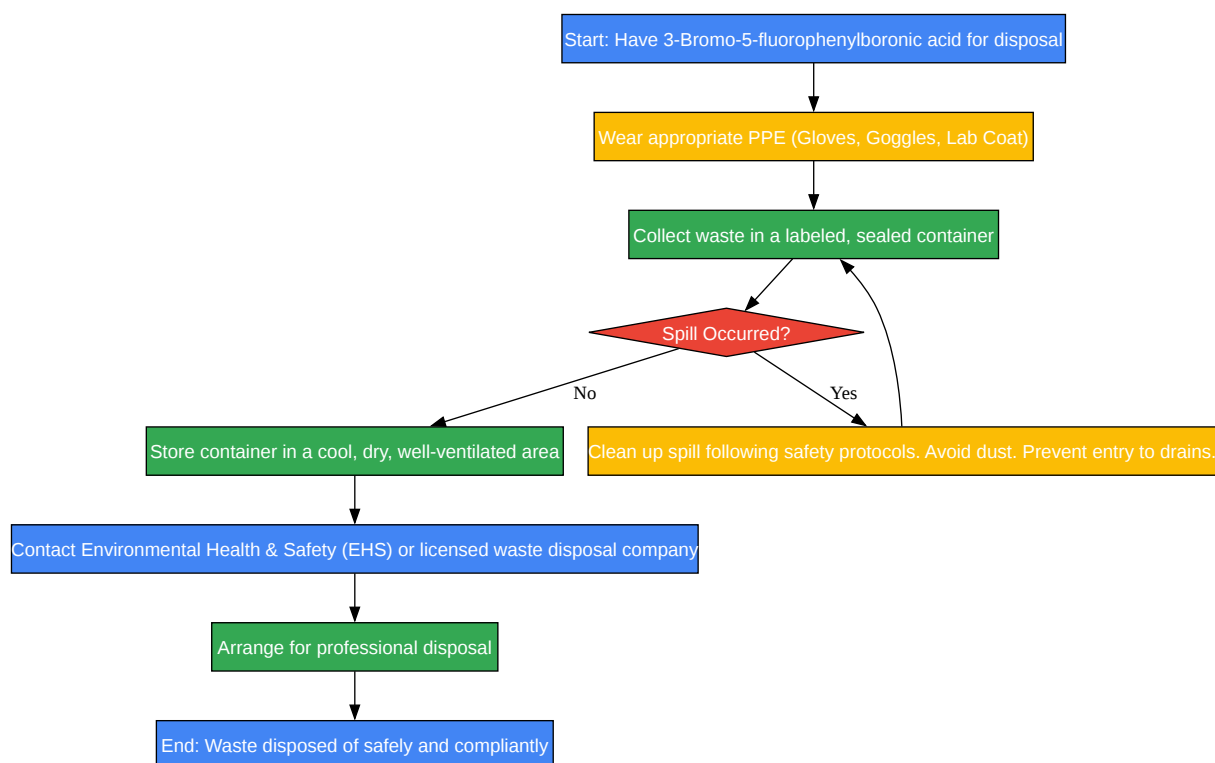 Start: Have 3-Bromo-5-fluorophenylboronic acid for disposal
Wear appropriate PPE (Gloves, Goggles, Lab Coat)
Collect waste in a labeled, sealed container
Spill Occurred?
No
Yes
Store container in a cool, dry, well-ventilated area
Clean up spill following safety protocols. Avoid dust. Prevent entry to drains.
Contact Environmental Health & Safety (EHS) or licensed waste disposal company
Arrange for professional disposal
End: Waste disposed of safely and compliantly